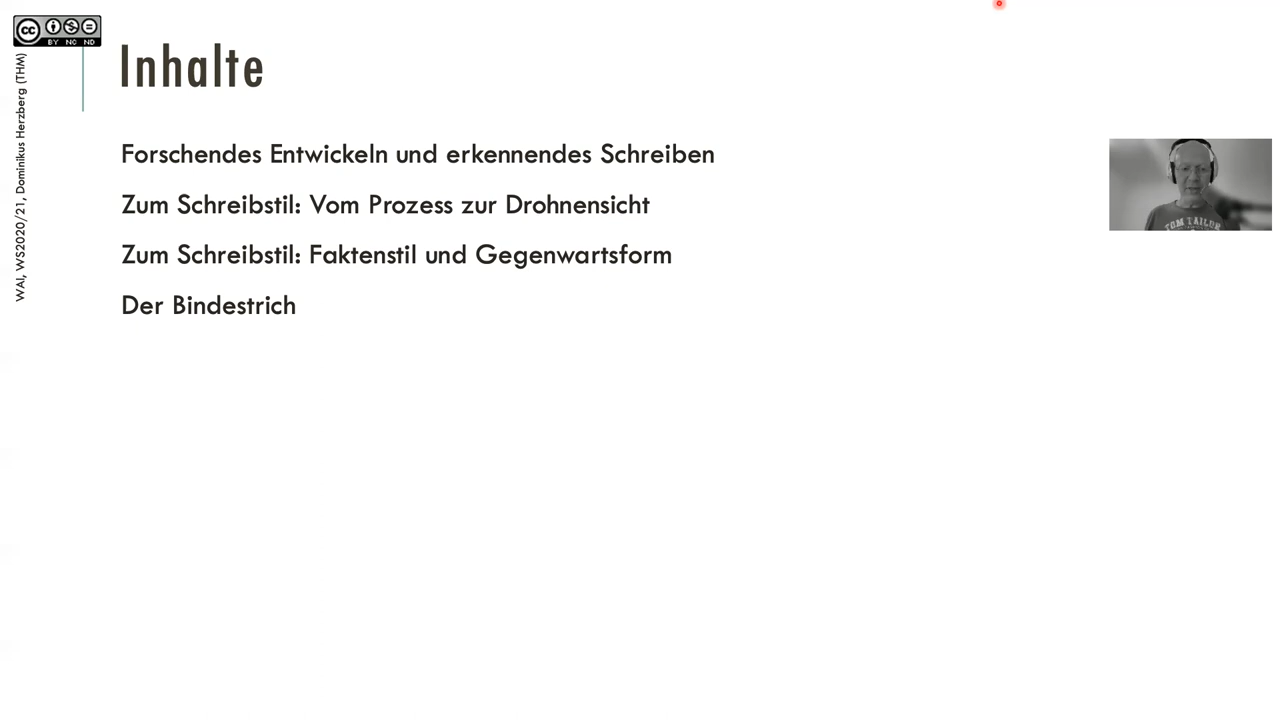 cc
BY NC ND
WAI, WS2020/21, Dominikus Herzberg (THM)
Inhalte
Forschendes Entwickeln und erkennendes Schreiben
Zum Schreibstil: Vom Prozess zur Drohnensicht
Zum Schreibstil: Faktenstil und Gegenwartsform
Der Bindestrich
TOM TAILOR